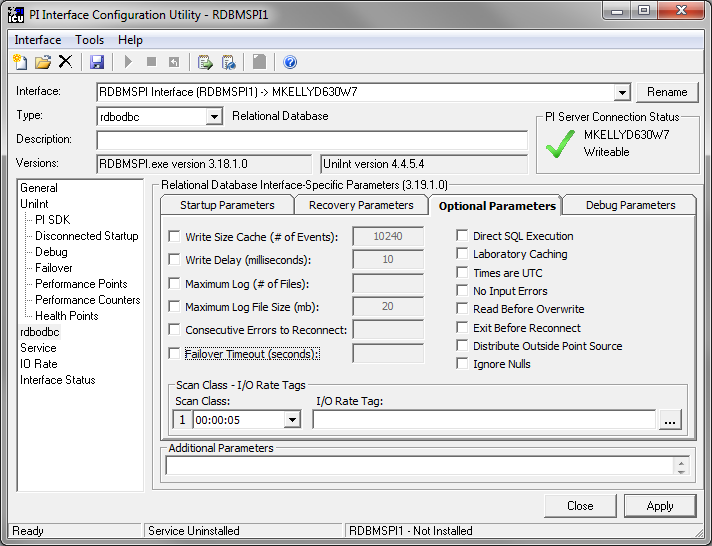 PI Interface Configuration Utility - RDBMSPI1
Interface Tools Help
Interface: RDBMSPI Interface (RDBMSPI1) -> MKELLYD630W7 Rename
Type: rdbodbc Relational Database
PI Server Connection Status
MKELLYD630W7
Writeable
Description:
Versions: RDBMSPI.exe version 3.18.1.0 UniInt version 4.4.5.4
General
UniInt
PI SDK
Disconnected Startup
Debug
Failover
Performance Points
Performance Counters
Health Points
rdbodbc
Service
IO Rate
Interface Status
Relational Database Interface-Specific Parameters (3.19.1.0)
Startup Parameters Recovery Parameters Optional Parameters Debug Parameters
Write Size Cache (# of Events): 10240
Write Delay (milliseconds): 10
Maximum Log (# of Files):
Maximum Log File Size (mb): 20
Consecutive Errors to Reconnect:
Failover Timeout (seconds):
Direct SQL Execution
Laboratory Caching
Times are UTC
No Input Errors
Read Before Overwrite
Exit Before Reconnect
Distribute Outside Point Source
Ignore Nulls
Scan Class - I/O Rate Tags
Scan Class: I/O Rate Tag:
1 00:00:05 ...
Additional Parameters
Close Apply
Ready Service Uninstalled RDBMSPI1 - Not Installed